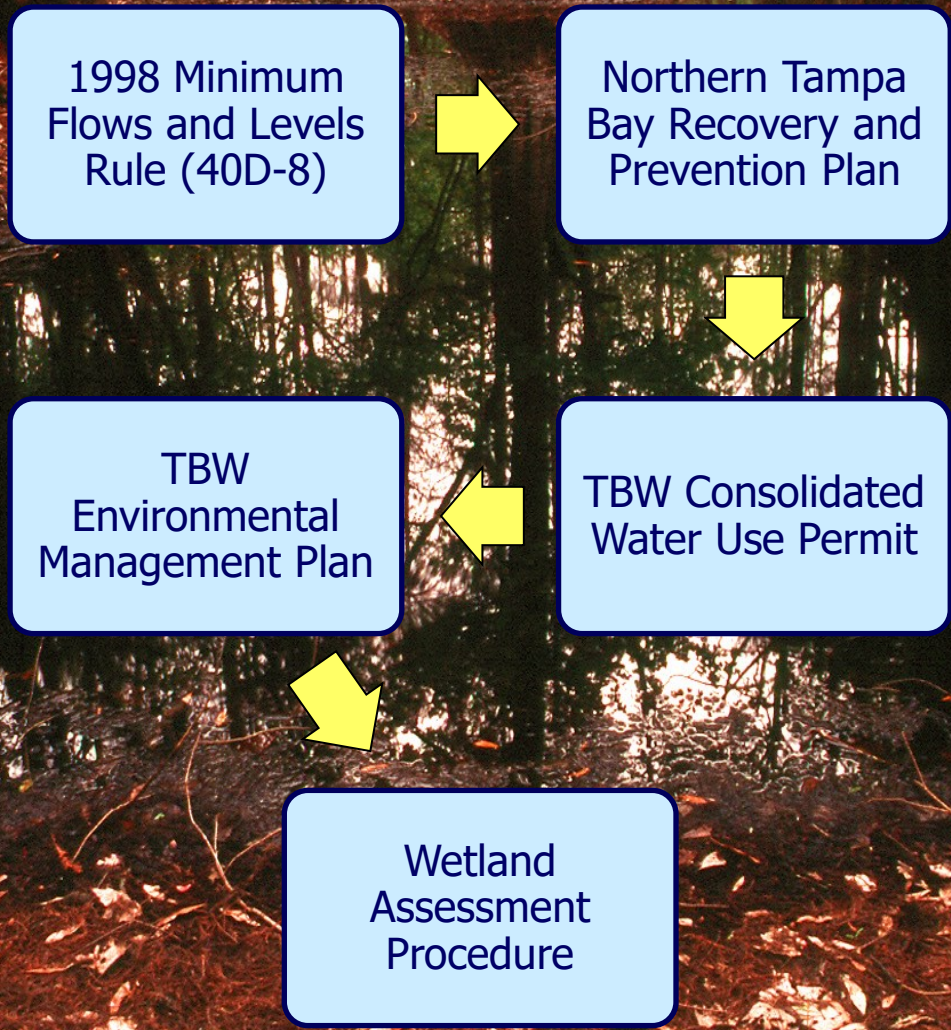 1998 Minimum
Flows and Levels
Rule (40D-8)
Northern Tampa
Bay Recovery and
Prevention Plan
TBW Consolidated
Water Use Permit
TBW
Environmental
Management Plan
Wetland
Assessment
Procedure